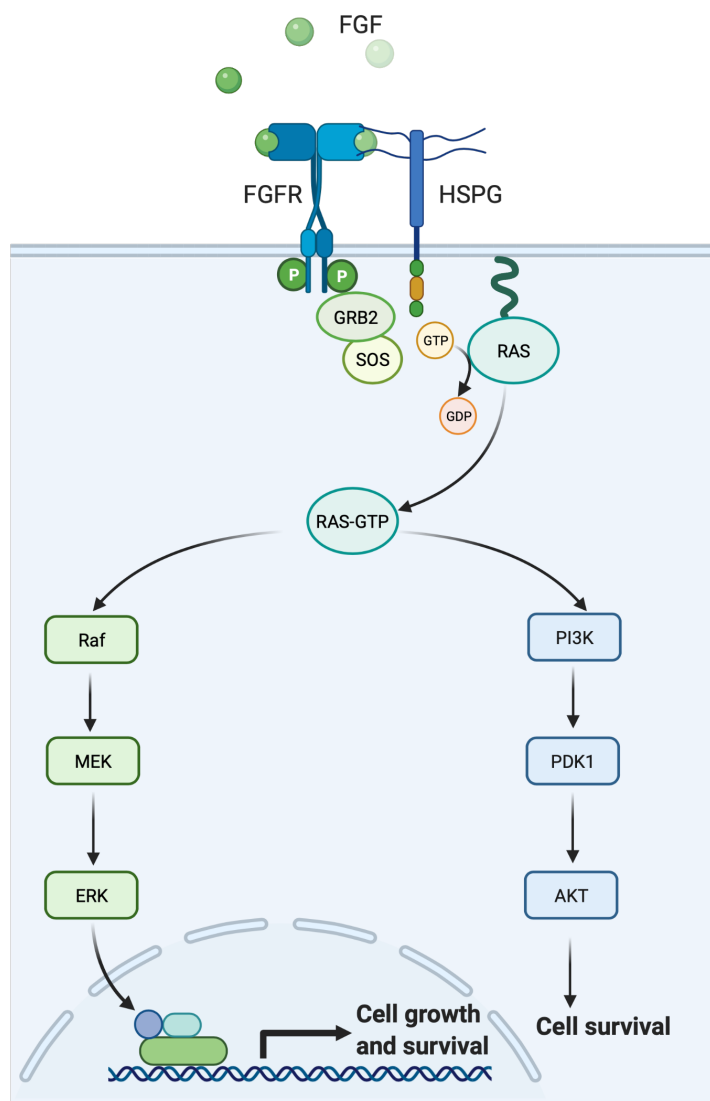 FGF
FGFR
HSPG
P
P
GRB2
SOS
GTP
RAS
GDP
RAS-GTP
Raf
PI3K
MEK
PDK1
ERK
AKT
Cell growth
and survival
Cell survival